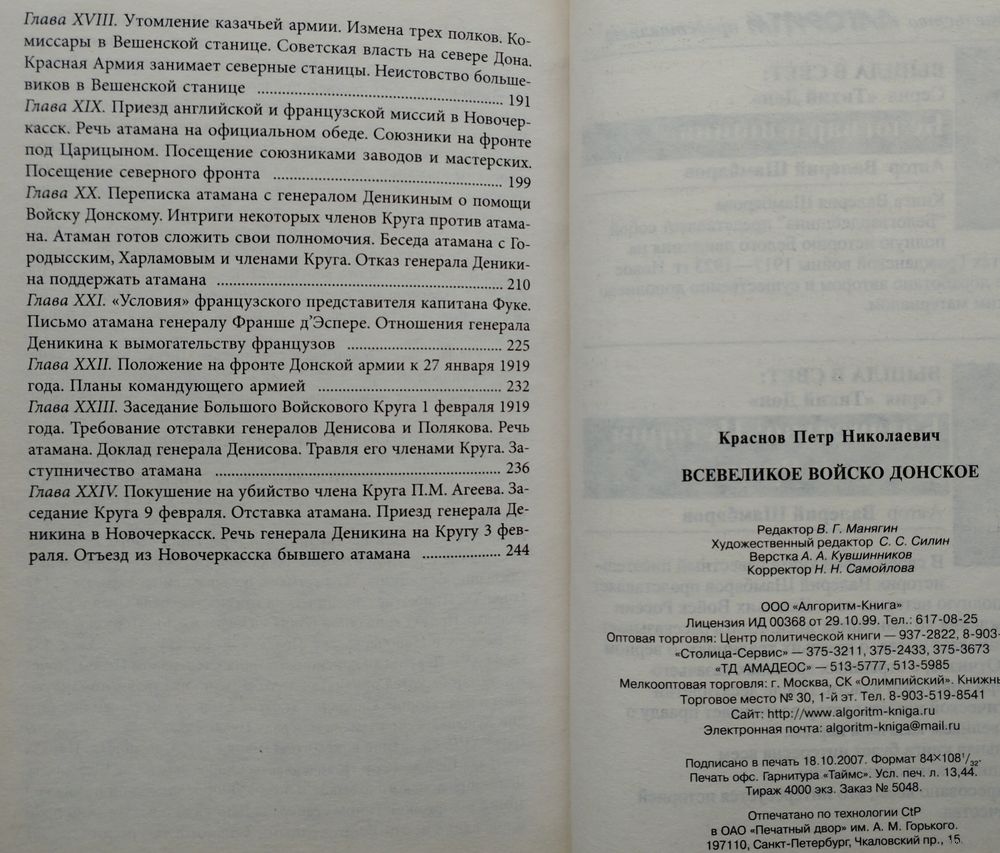 Глава XVIII. Утомление казачьей армии. Измена трех полков. Ко-
миссары в Вешенской станице. Советская власть на севере Дона.
Красная Армия занимает северные станицы. Неистовство больше-
виков в Вешенской станице ........ 191
Глава XIX. Приезд английской и французской миссий в Новочер-
касск. Речь атамана на официальном обеде. Союзники на фронте
под Царицыном. Посещение союзниками заводов и мастерских.
Посещение северного фронта ........ 199
Глава XX. Переписка атамана с генералом Деникиным о помощи
Войску Донскому. Интриги некоторых членов Круга против атама-
на. Атаман готов сложить свои полномочия. Беседа атамана с Го-
родысским, Харламовым и членами Круга. Отказ генерала Деники-
на поддержать атамана ........ 210
Глава XXI. «Условия» французского представителя капитана Фуке.
Письмо атамана генералу Франше д’Эспере. Отношения генерала
Деникина к вымогательству французов ........ 225
Глава XXII. Положение на фронте Донской армии к 27 января 1919
года. Планы командующего армией ........ 232
Глава XXIII. Заседание Большого Войскового Круга 1 февраля 1919
года. Требование отставки генералов Денисова и Полякова. Речь
атамана. Доклад генерала Денисова. Травля его членами Круга. За-
ступничество атамана ........ 236
Глава XXIV. Покушение на убийство члена Круга П.М. Агеева. За-
седание Круга 9 февраля. Отставка атамана. Приезд генерала Де-
никина в Новочеркасск. Речь генерала Деникина на Кругу 3 фев-
раля. Отъезд из Новочеркасска бывшего атамана ........ 244
Краснов Петр Николаевич
ВСЕВЕЛИКОЕ ВОЙСКО ДОНСКОЕ
Редактор В. Г. Манягин
Художественный редактор С. С. Силин
Верстка А. А. Кувшинников
Корректор Н. Н. Самойлова
ООО «Алгоритм-Книга»
Лицензия ИД 00368 от 29.10.99. Тел.: 617-08-25
Оптовая торговля: Центр политической книги — 937-2822, 8-903-
«Столица-Сервис» — 375-3211, 375-2433, 375-3673
«ТД АМАДЕОС» — 513-5777, 513-5985
Мелкооптовая торговля: г. Москва, СК «Олимпийский». Книжны
Торговое место № 30, 1-й эт. Тел. 8-903-519-8541
Сайт: http://www.algoritm-kniga.ru
Электронная почта: algoritm-kniga@mail.ru
Подписано в печать 18.10.2007. Формат 84×108¹/₃₂.
Печать офс. Гарнитура «Таймс». Усл. печ. л. 13,44.
Тираж 4000 экз. Заказ № 5048.
Отпечатано по технологии CtP
в ОАО «Печатный двор» им. А. М. Горького.
197110, Санкт-Петербург, Чкаловский пр., 15.